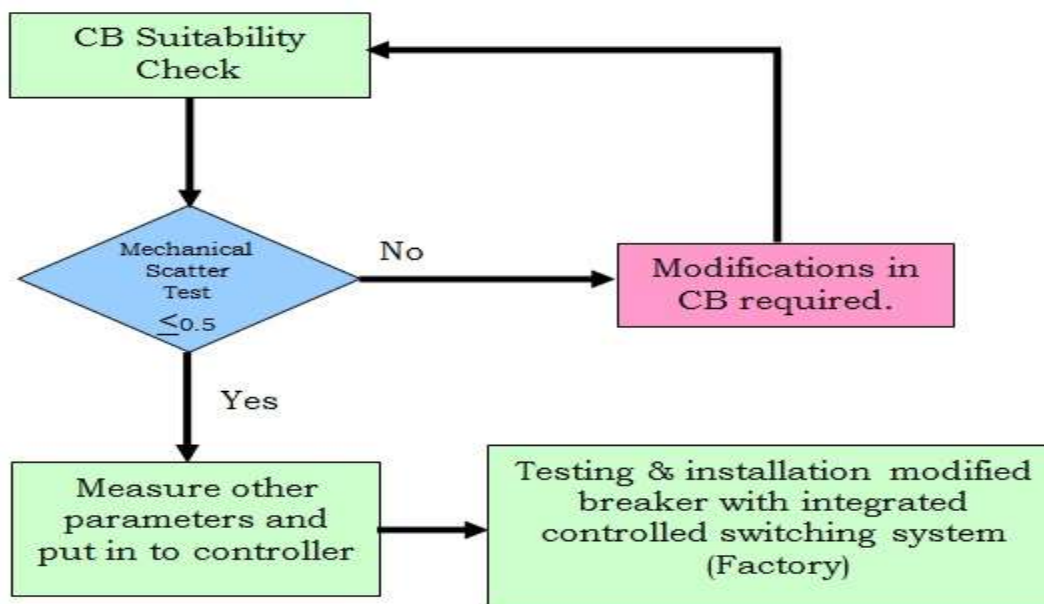 CB Suitability
Check
Mechanical
Scatter
Test
≤0.5
No
Modifications in
CB required.
Yes
Measure other
parameters and
put in to controller
Testing & installation modified
breaker with integrated
controlled switching system
(Factory)